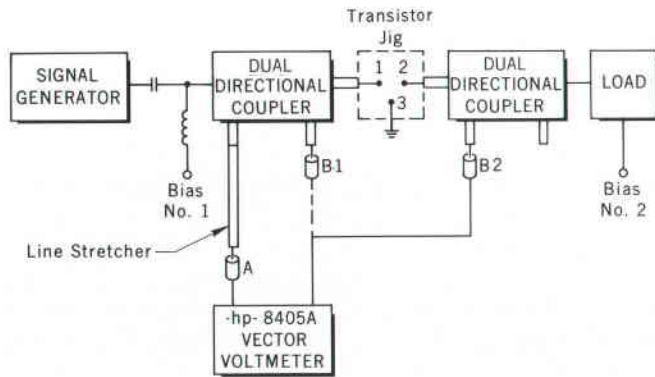 Transistor
Jig
SIGNAL
GENERATOR
DUAL
DIRECTIONAL
COUPLER
1 2
3
DUAL
DIRECTIONAL
COUPLER
LOAD
B1
B2
Bias
No. 1
Bias
No. 2
Line Stretcher
A
-hp- 8405A
VECTOR
VOLTMETER